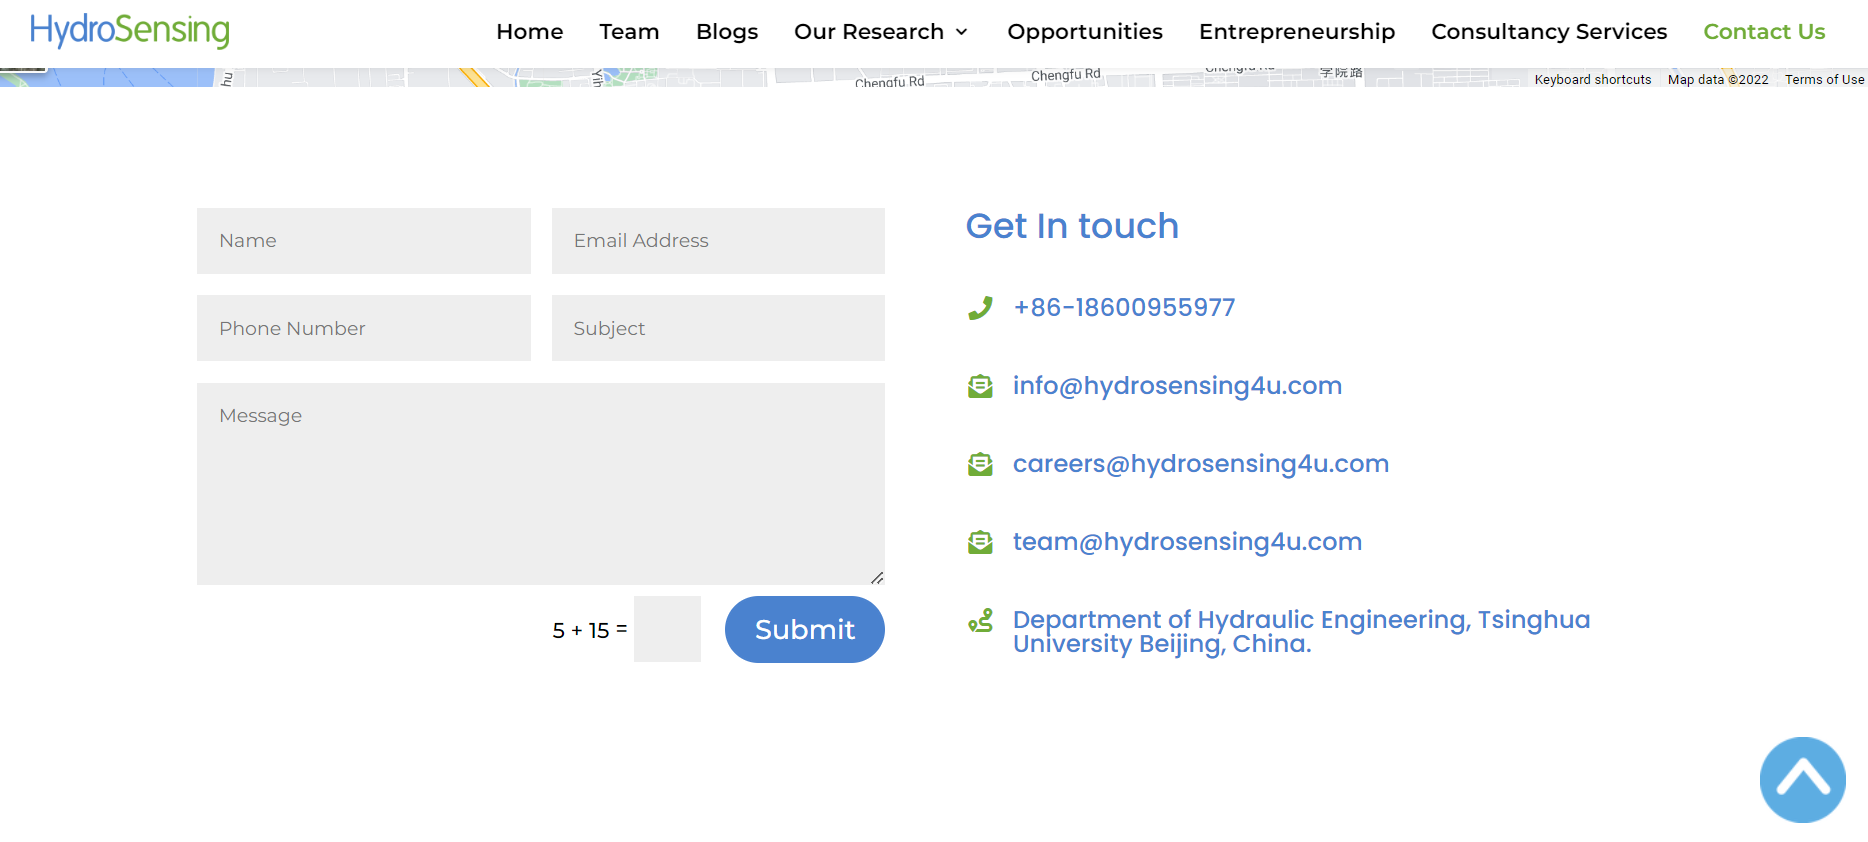 HydroSensing
Home Team Blogs Our Research Opportunities Entrepreneurship Consultancy Services Contact Us
Chengfu Rd
Chengfu Rd
Chengfu Rd
学院路
Keyboard shortcuts Map data ©2022 Terms of Use
Name
Email Address
Phone Number
Subject
Message
5 + 15 =
Submit
Get In touch
+86-18600955977
info@hydrosensing4u.com
careers@hydrosensing4u.com
team@hydrosensing4u.com
Department of Hydraulic Engineering, Tsinghua
University Beijing, China.